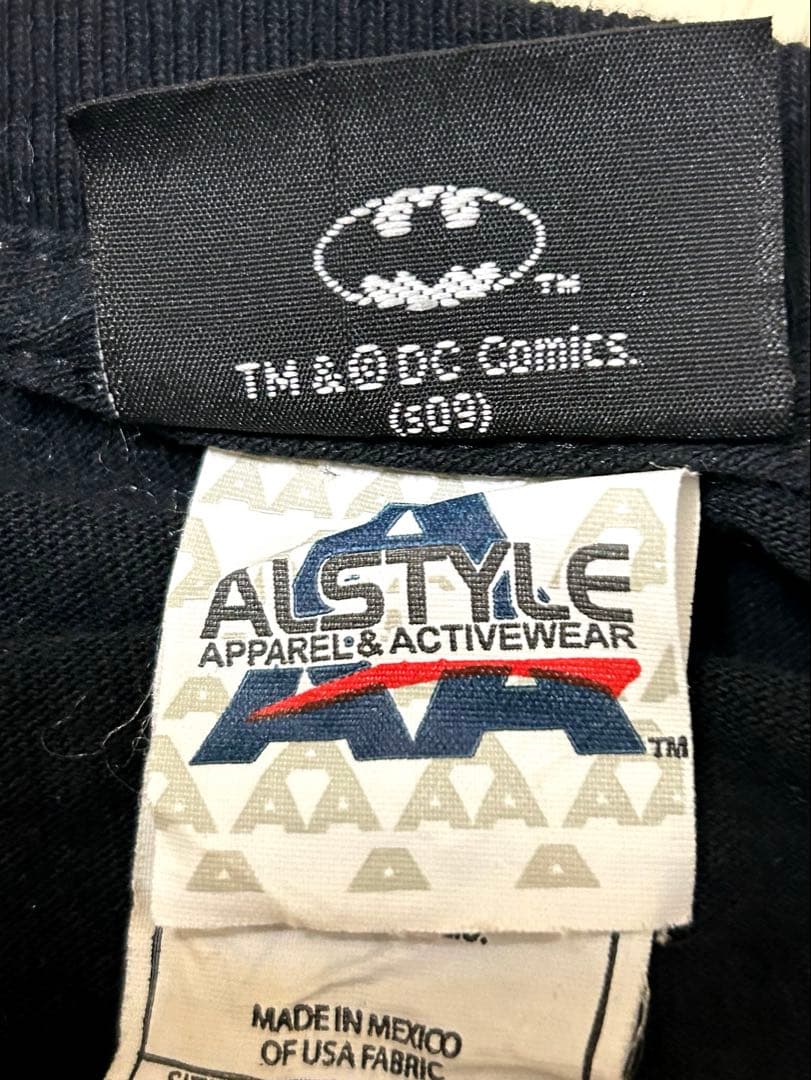 TM
TM & © DC Comics.
(s09)
ALSTYLE
APPAREL & ACTIVEWEAR
TM
MADE IN MEXICO
OF USA FABRIC